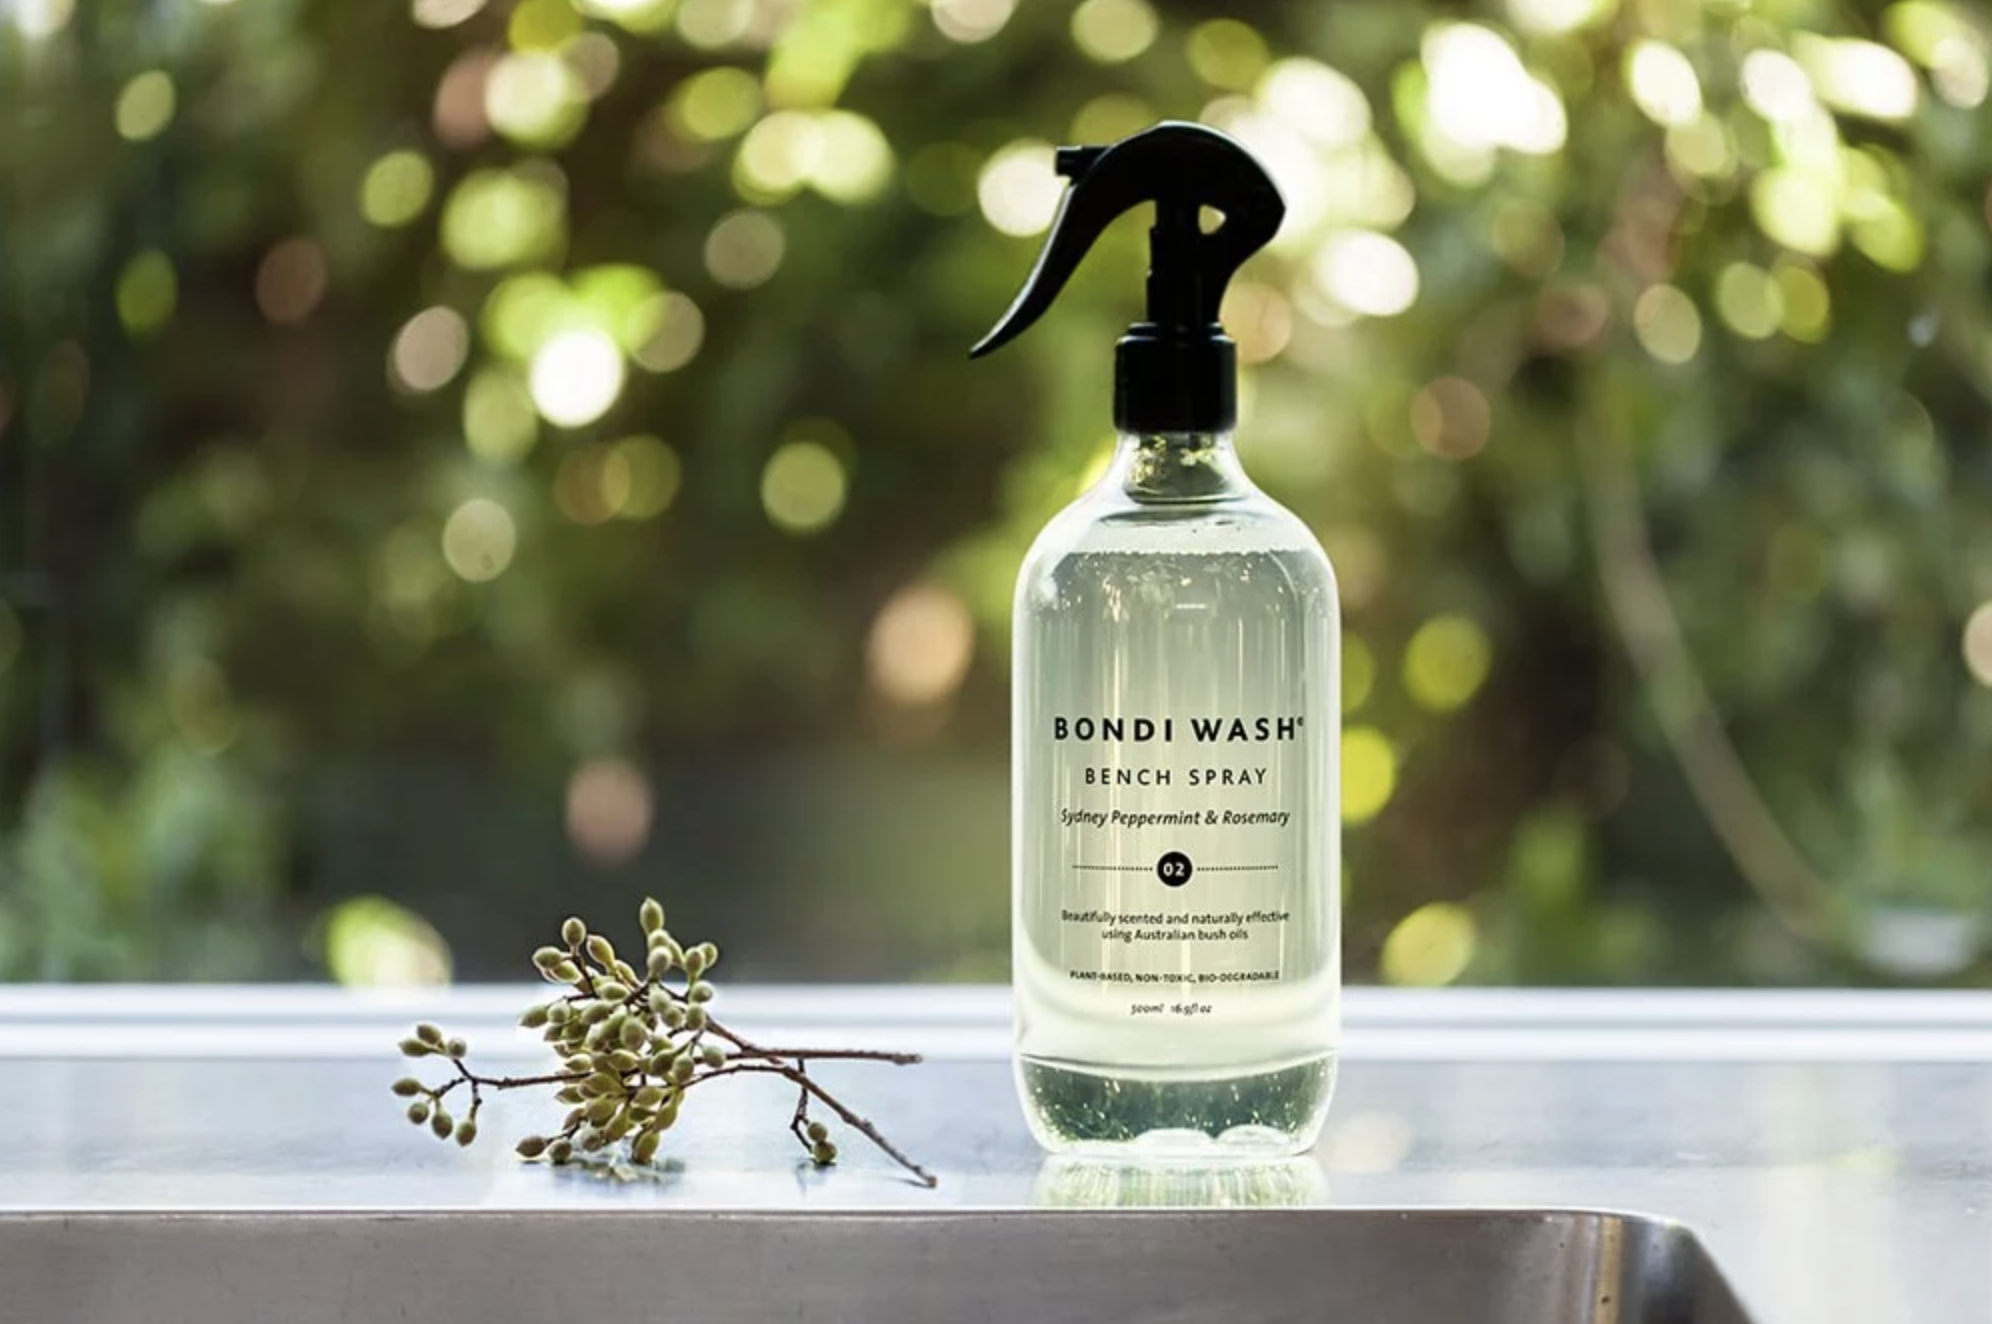 BONDI WASH®
BENCH SPRAY
Sydney Peppermint & Rosemary
02
Beautifully scented and naturally effective
using Australian bush oils
PLANT-BASED, NON-TOXIC, BIO-DEGRADABLE
500ml 16.9fl oz